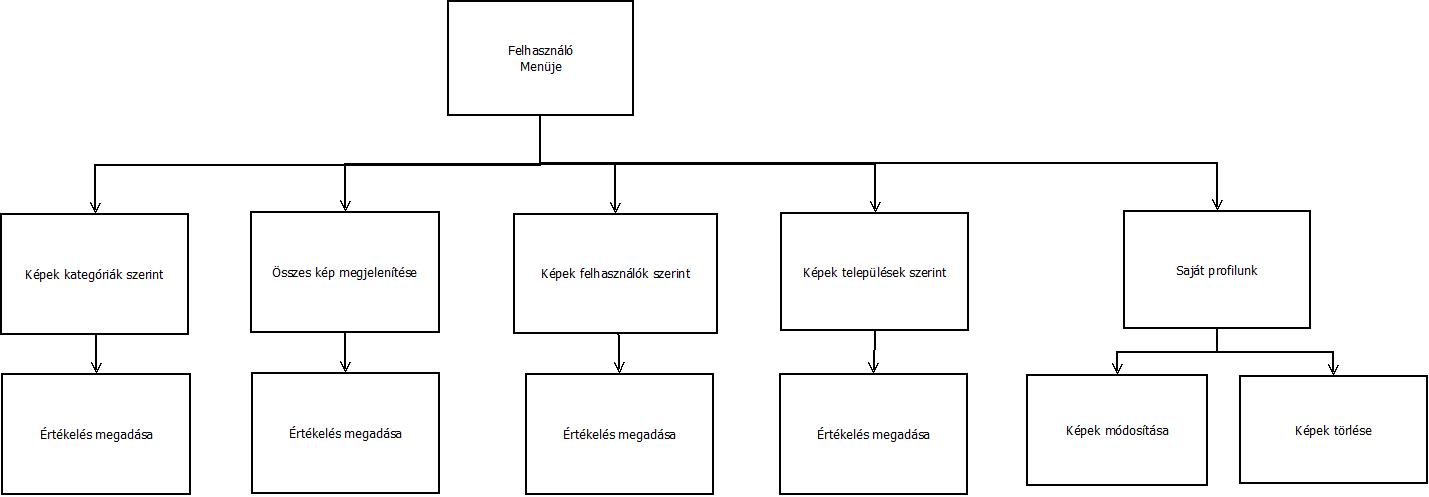 Felhasználó
Menüje
Képek kategóriák szerint
Összes kép megjelenítése
Képek felhasználók szerint
Képek települések szerint
Saját profilunk
Értékelés megadása
Értékelés megadása
Értékelés megadása
Értékelés megadása
Képek módosítása
Képek törlése